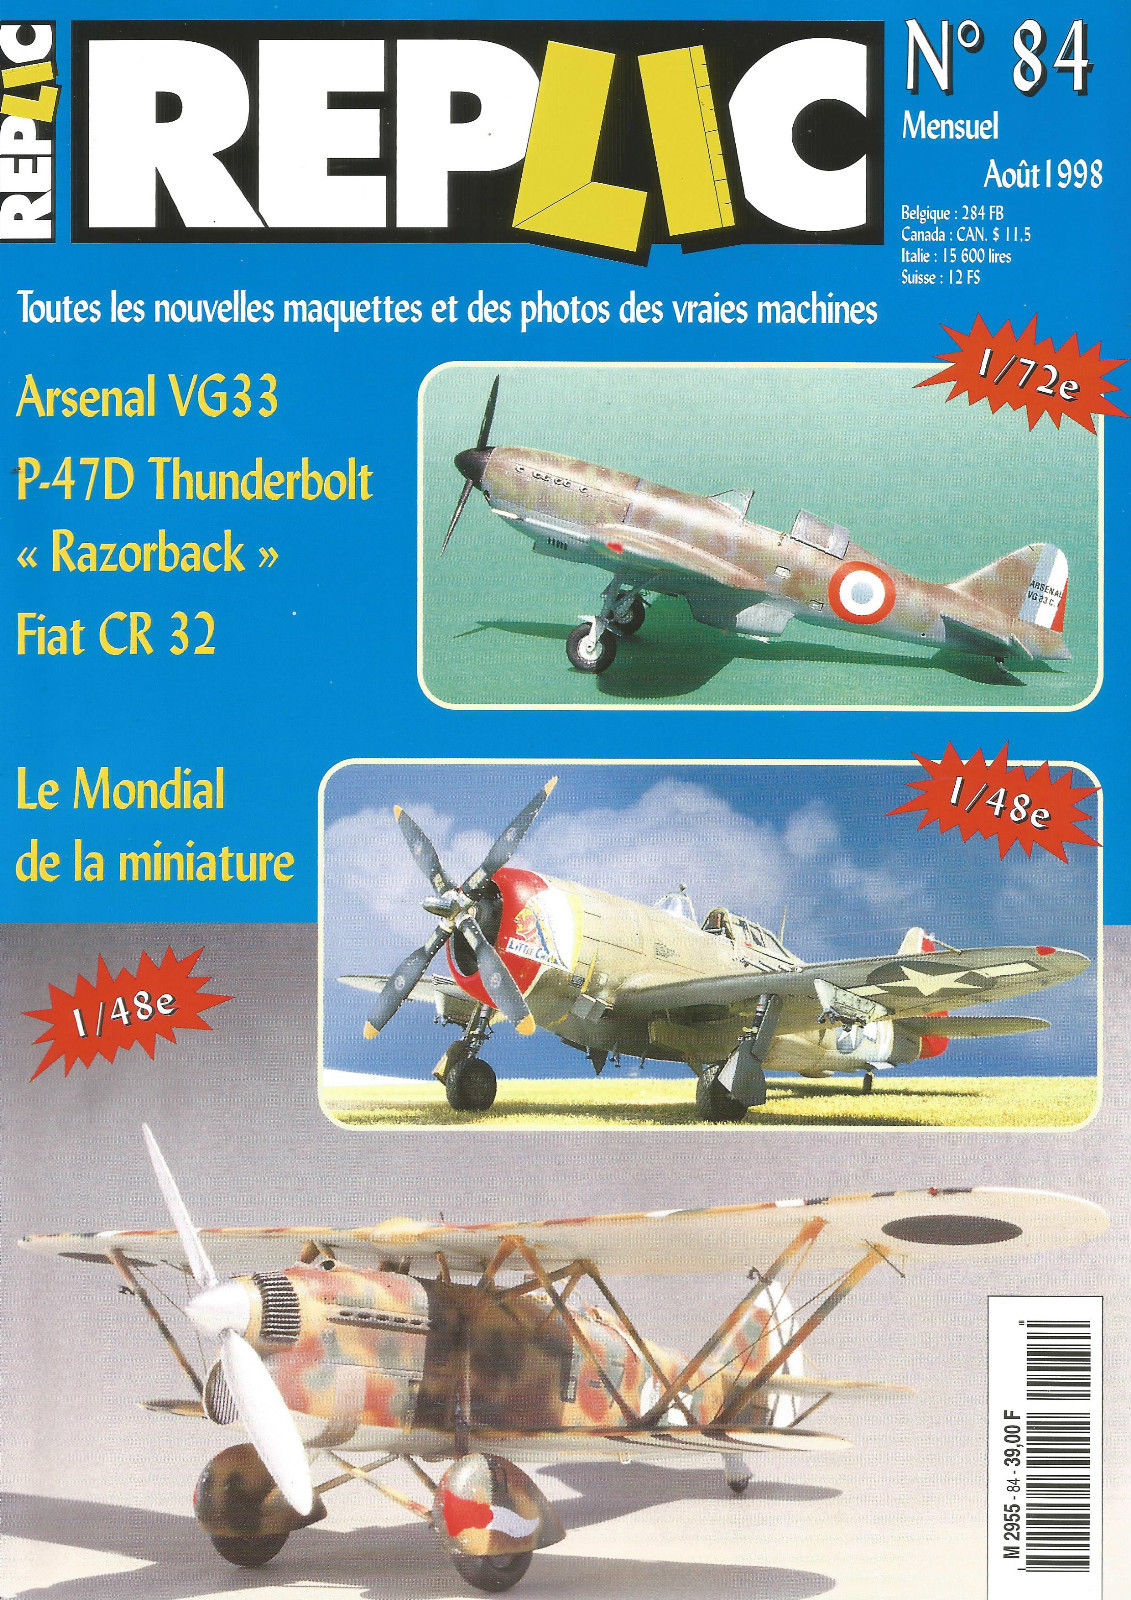 REPLIC
REPLIC
N° 84
Mensuel
Août 1998
Belgique : 284 FB
Canada : CAN. $ 11,5
Italie : 15 600 lires
Suisse : 12 FS
Toutes les nouvelles maquettes et des photos des vraies machines
Arsenal VG33
P-47D Thunderbolt
« Razorback »
Fiat CR 32
1/72e
ARSENAL
Le Mondial
de la miniature
1/48e
1/48e
M 2955 - 84 - 39,00 F